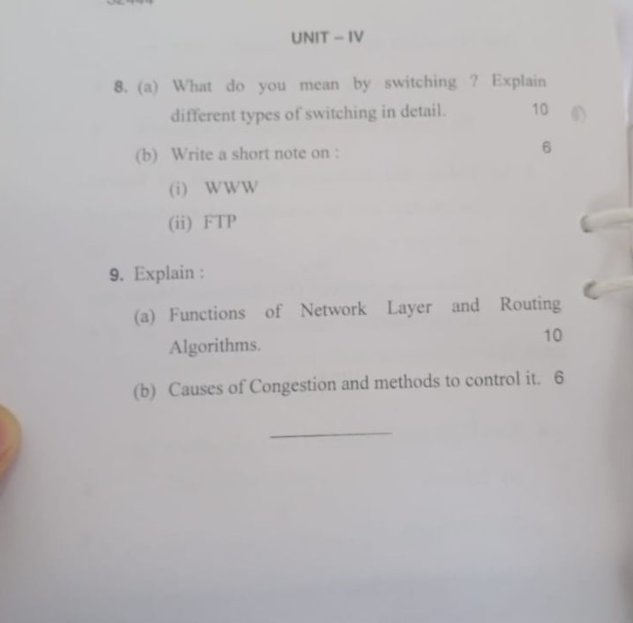 UNIT – IV
8. (a) What do you mean by switching ? Explain
different types of switching in detail. 10
(b) Write a short note on : 6
(i) WWW
(ii) FTP
9. Explain :
(a) Functions of Network Layer and Routing
Algorithms. 10
(b) Causes of Congestion and methods to control it. 6